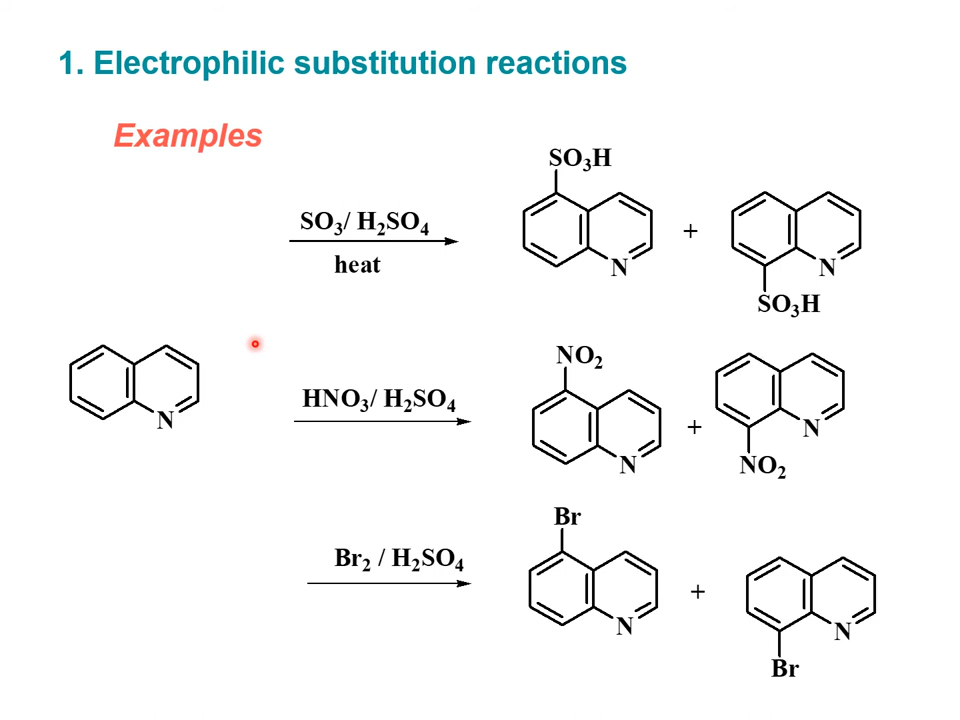 1. Electrophilic substitution reactions
Examples
SO₃H
SO₃/ H₂SO₄
heat
N
+
N
SO₃H
N
NO₂
HNO₃/ H₂SO₄
N
+
N
NO₂
Br
Br₂ / H₂SO₄
N
+
N
Br